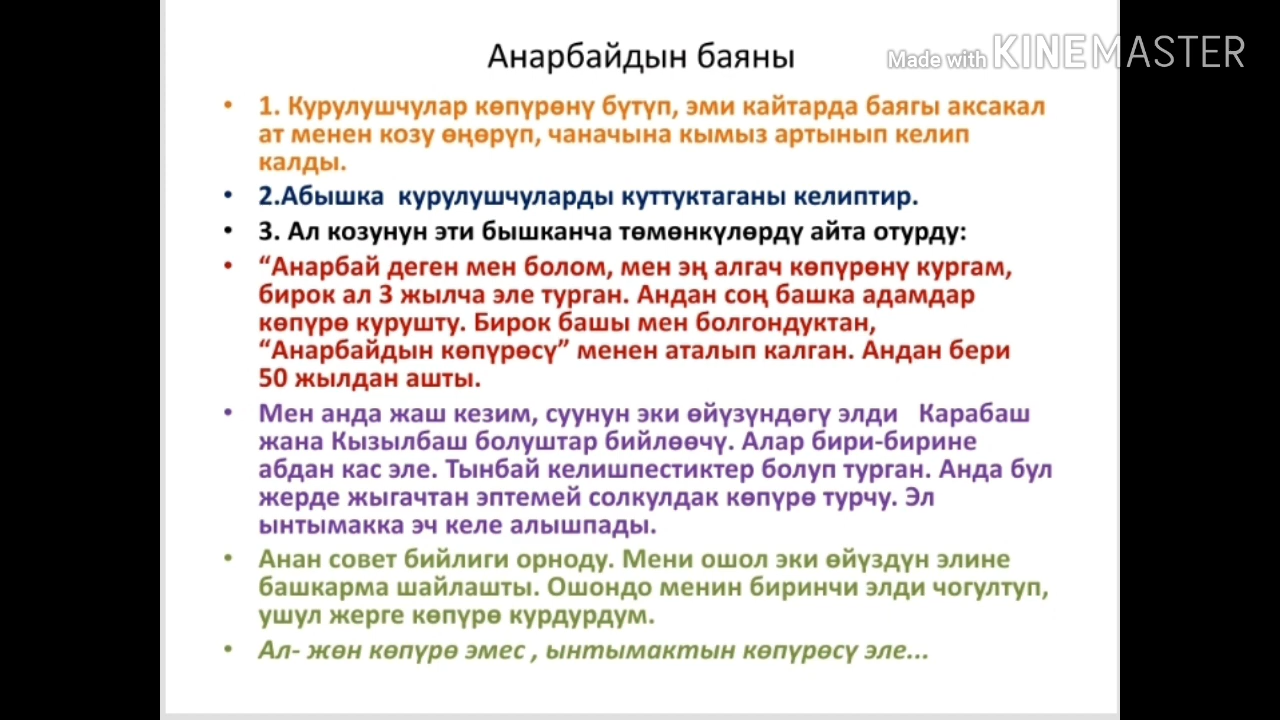 Анарбайдын баяны
Made with KINEMASTER
• 1. Курулушчулар көпүрөнү бүтүп, эми кайтарда баягы аксакал
ат менен козу өңөрүп, чаначына кымыз артынып келип
калды.
• 2.Абышка курулушчуларды куттуктаганы келиптир.
• 3. Ал козунун эти бышканча төмөнкүлөрдү айта отурду:
• “Анарбай деген мен болом, мен эң алгач көпүрөнү кургам,
бирок ал 3 жылча эле турган. Андан соң башка адамдар
көпүрө курушту. Бирок башы мен болгондуктан,
“Анарбайдын көпүрөсү” менен аталып калган. Андан бери
50 жылдан ашты.
• Мен анда жаш кезим, суунун эки өйүзүндөгү элди Карабаш
жана Кызылбаш болуштар бийлөөчү. Алар бири-бирине
абдан кас эле. Тынбай келишпестиктер болуп турган. Анда бул
жерде жыгачтан эптемей солкулдак көпүрө турчу. Эл
ынтымакка эч келе алышпады.
• Анан совет бийлиги орноду. Мени ошол эки өйүздүн элине
башкарма шайлашты. Ошондо менин биринчи элди чогултуп,
ушул жерге көпүрө курдурдум.
• Ал- жөн көпүрө эмес , ынтымактын көпүрөсү эле...